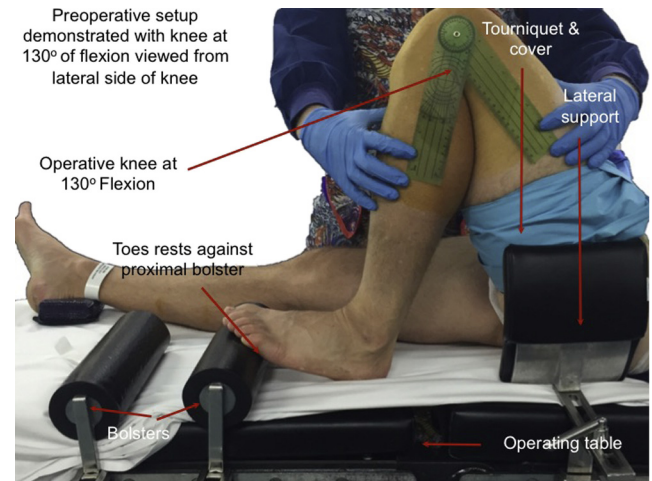 Preoperative setup
demonstrated with knee at
130° of flexion viewed from
lateral side of knee
Tourniquet &
cover
Lateral
support
Operative knee at
130° Flexion
Toes rests against
proximal bolster
Bolsters
Operating table